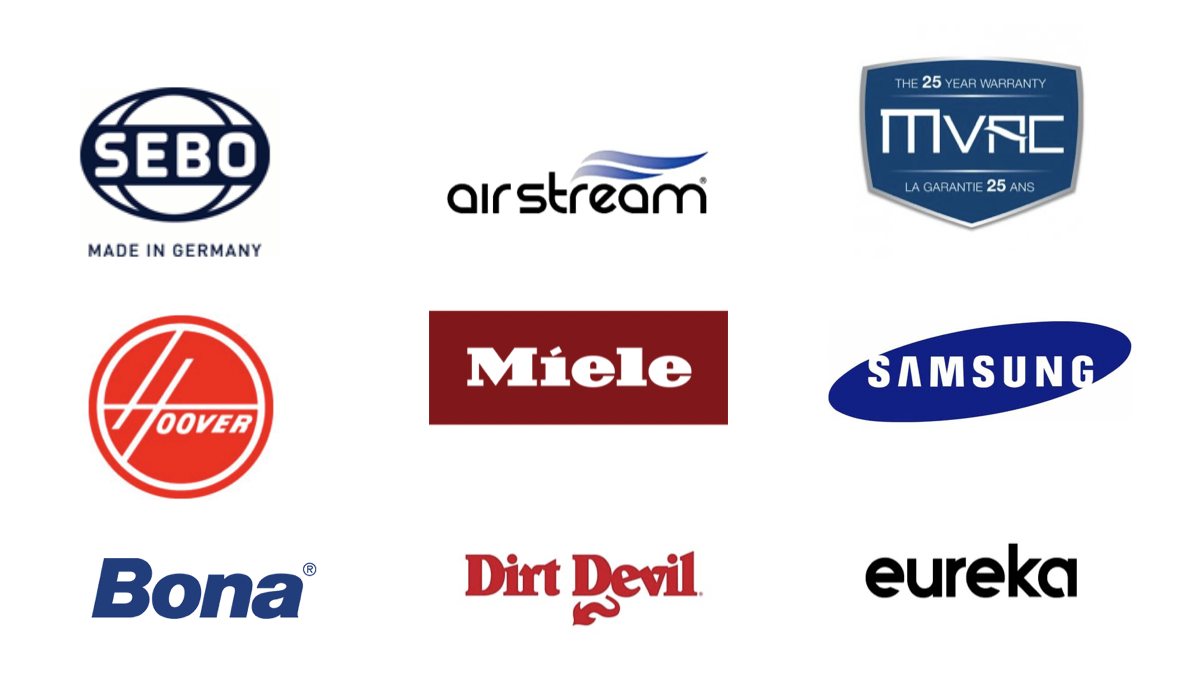 SEBO
MADE IN GERMANY
airstream®
THE 25 YEAR WARRANTY
MVAC
LA GARANTIE 25 ANS
HOOVER
Miele
SAMSUNG
Bona®
Dirt Devil®
eureka